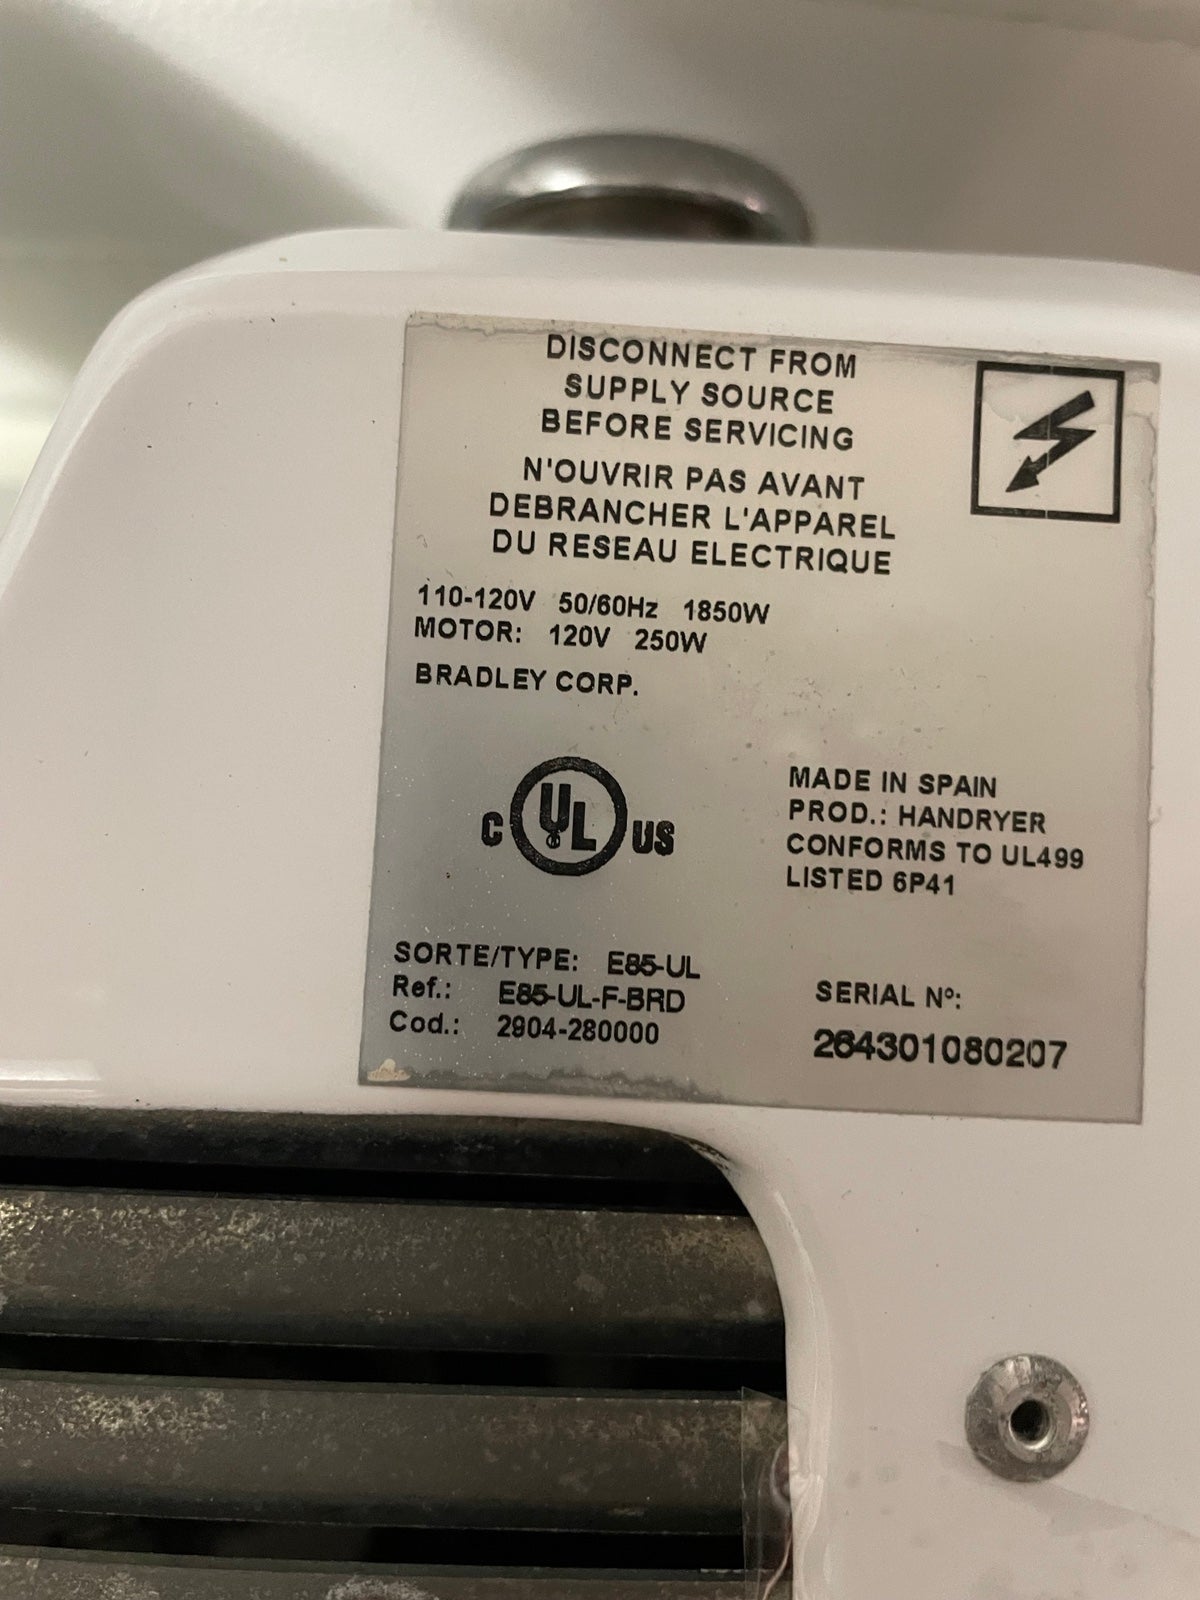 DISCONNECT FROM
SUPPLY SOURCE
BEFORE SERVICING
N'OUVRIR PAS AVANT
DEBRANCHER L'APPAREL
DU RESEAU ELECTRIQUE
110-120V 50/60Hz 1850W
MOTOR: 120V 250W
BRADLEY CORP.
C UL US
MADE IN SPAIN
PROD.: HANDRYER
CONFORMS TO UL499
LISTED 6P41
SORTE/TYPE: E85-UL
Ref.: E85-UL-F-BRD
Cod.: 2904-280000
SERIAL Nº:
264301080207